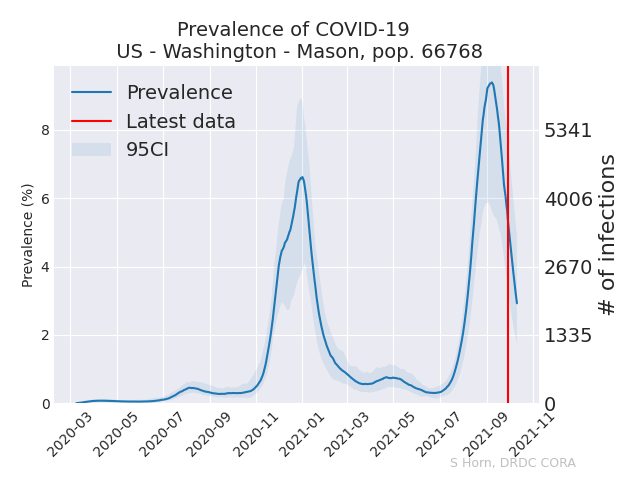 Prevalence of COVID-19
US - Washington - Mason, pop. 66768
Prevalence
Latest data
95CI
Prevalence (%)
8
6
4
2
0
5341
4006
2670
1335
0
# of infections
2020-03
2020-05
2020-07
2020-09
2020-11
2021-01
2021-03
2021-05
2021-07
2021-09
2021-11
S Horn, DRDC CORA